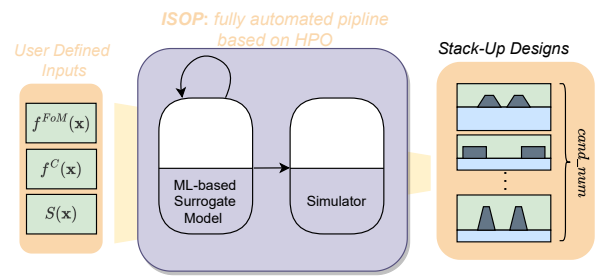 ISOP: fully automated pipline
based on HPO
User Defined
Inputs
f^{FoM}(x)
f^{C}(x)
S(x)
ML-based
Surrogate
Model
Simulator
Stack-Up Designs
cand_num